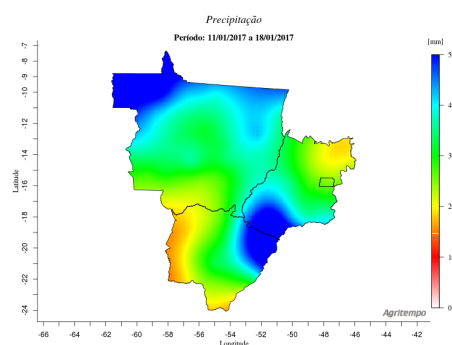 Precipitação
Período: 11/01/2017 a 18/01/2017
[mm]
-7
-8
-9
-10
-12
-14
-16
-18
-20
-22
-24
Latitude
5
4
3
2
1
0
Agritempo
-66 -64 -62 -60 -58 -56 -54 -52 -50 -48 -46 -44 -42
Longitude